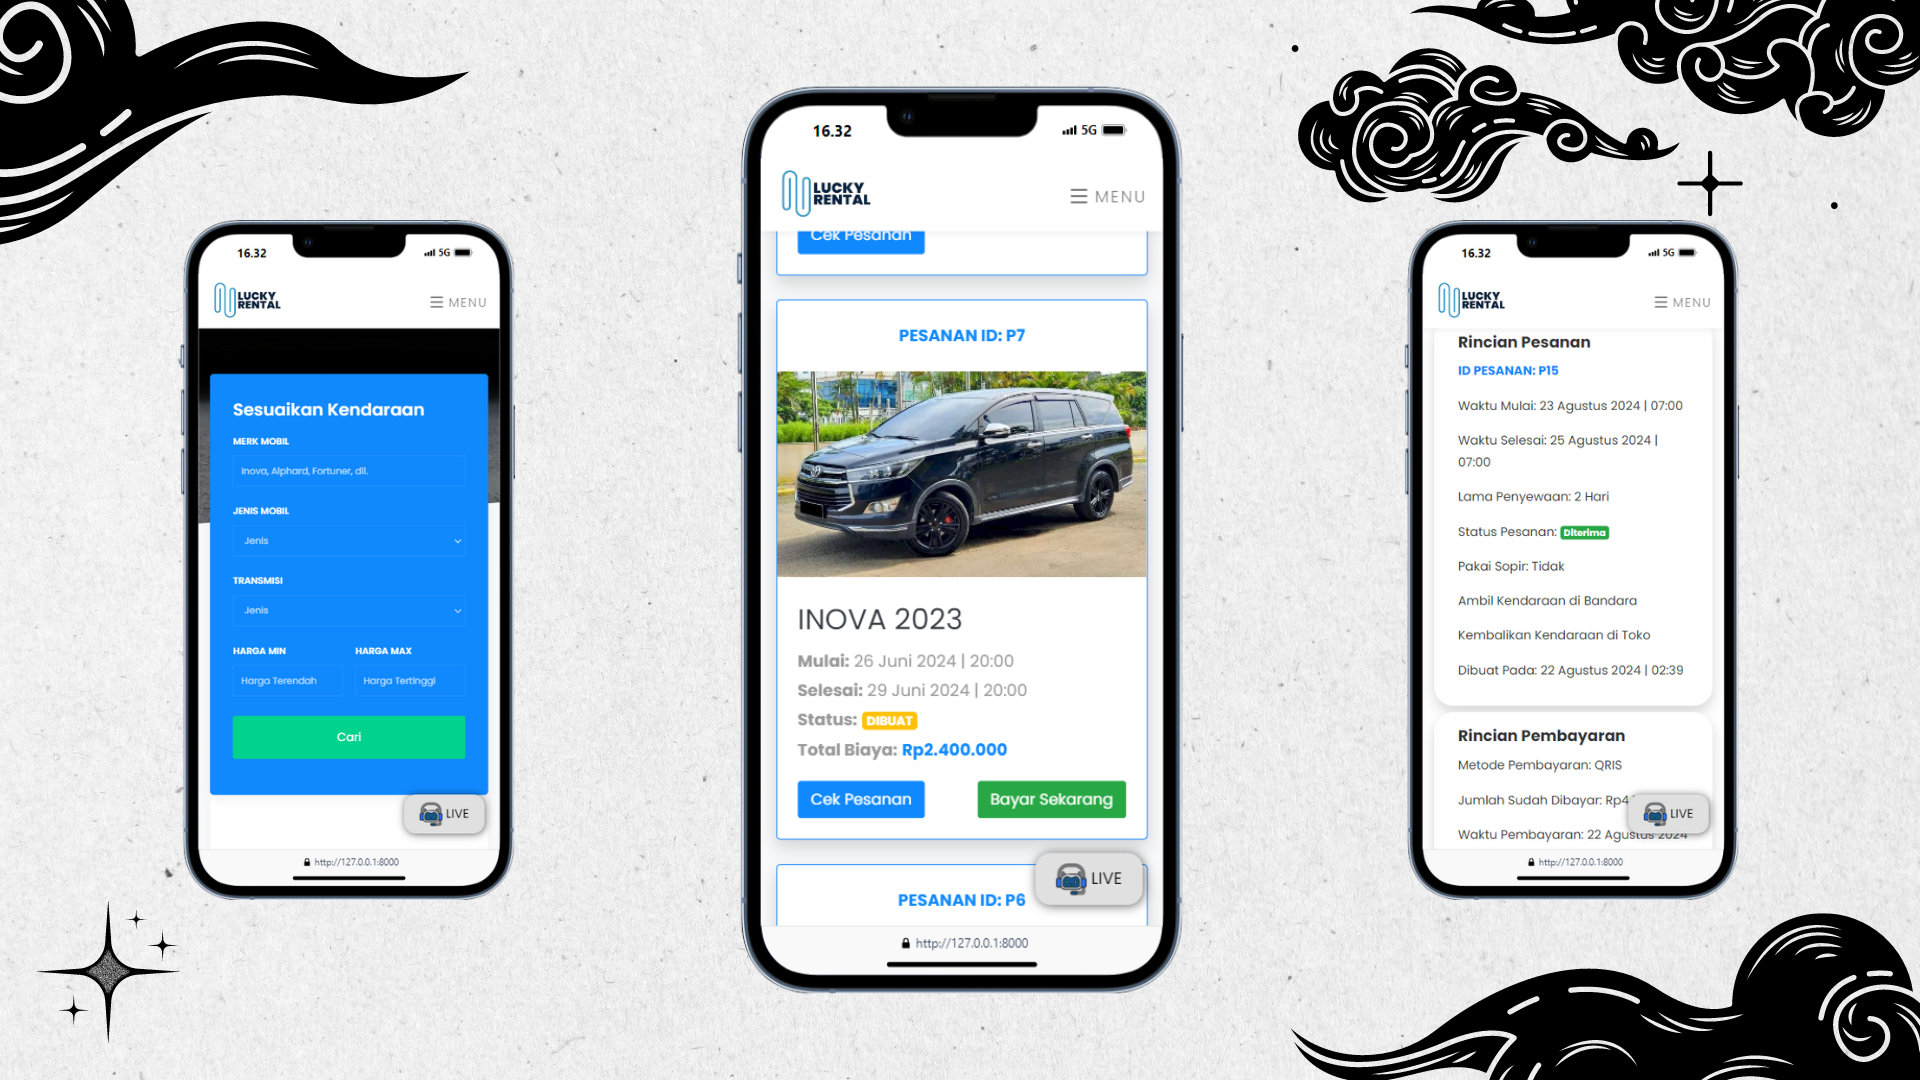 16.32
5G
LUCKY
RENTAL
MENU
Sesuaikan Kendaraan
MERK MOBIL
Inova, Alphard, Fortuner, dll.
JENIS MOBIL
Jenis
TRANSMISI
Jenis
HARGA MIN HARGA MAX
Harga Terendah Harga Tertinggi
Cari
LIVE
http://127.0.0.1:8000
16.32
5G
LUCKY
RENTAL
MENU
Cek Pesanan
PESANAN ID: P7
INOVA 2023
Mulai: 26 Juni 2024 | 20:00
Selesai: 29 Juni 2024 | 20:00
Status: DIBUAT
Total Biaya: Rp2.400.000
Cek Pesanan Bayar Sekarang
PESANAN ID: P6
LIVE
http://127.0.0.1:8000
16.32
5G
LUCKY
RENTAL
MENU
Rincian Pesanan
ID PESANAN: P15
Waktu Mulai: 23 Agustus 2024 | 07:00
Waktu Selesai: 25 Agustus 2024 |
07:00
Lama Penyewaan: 2 Hari
Status Pesanan: Diterima
Pakai Sopir: Tidak
Ambil Kendaraan di Bandara
Kembalikan Kendaraan di Toko
Dibuat Pada: 22 Agustus 2024 | 02:39
Rincian Pembayaran
Metode Pembayaran: QRIS
Jumlah Sudah Dibayar:
LIVE
Waktu Pembayaran: 22 Agustus 2024
http://127.0.0.1:8000